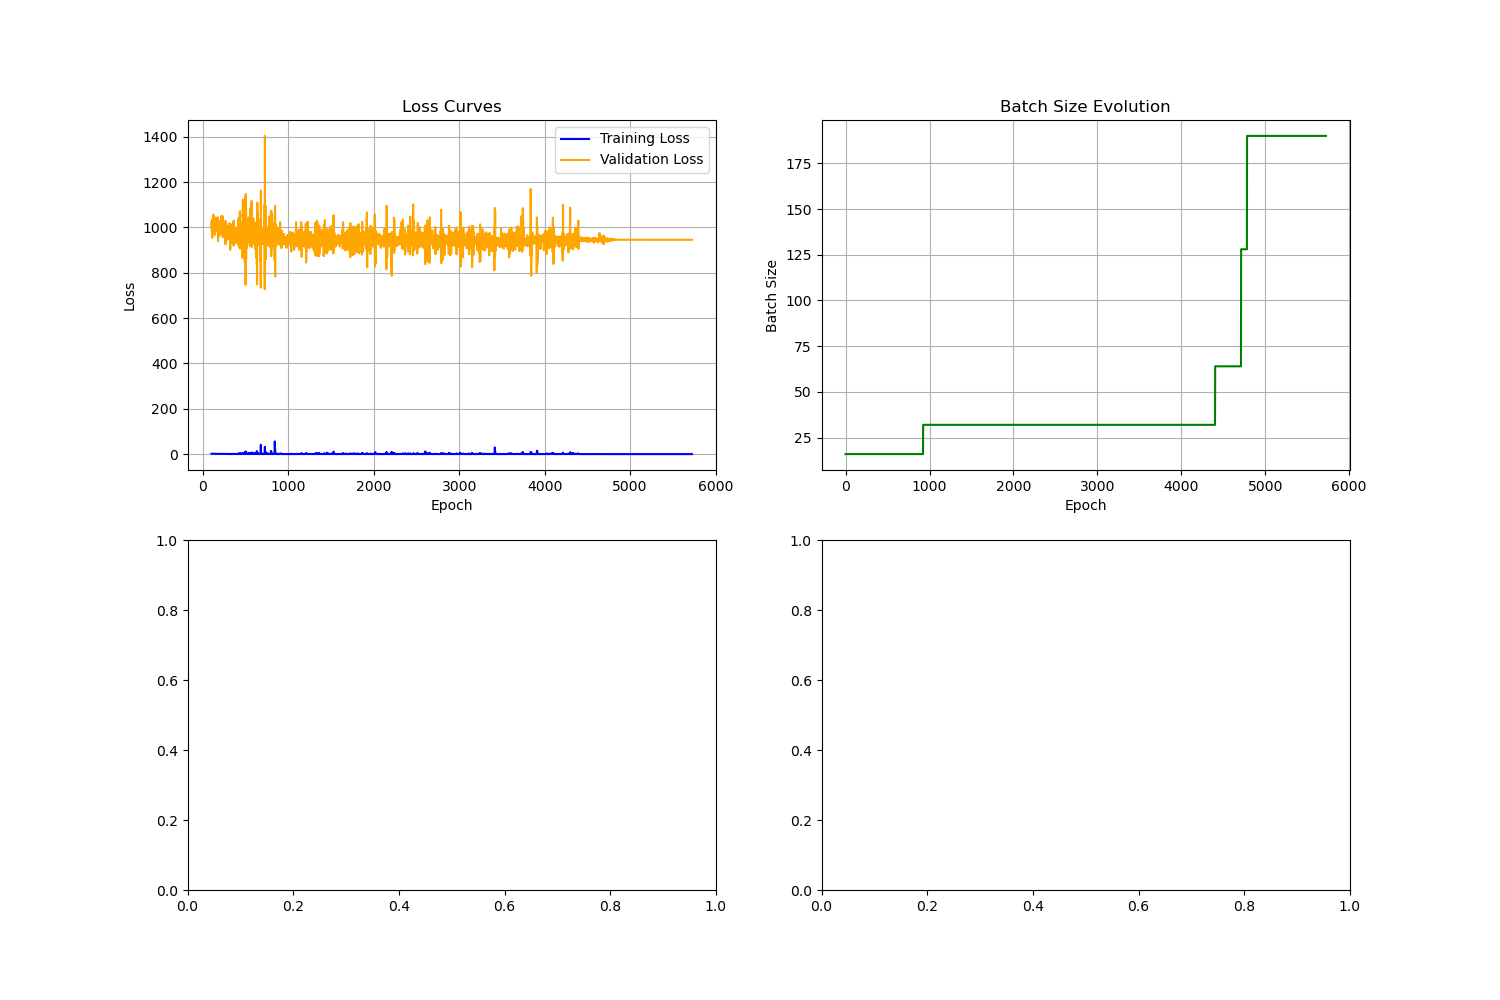 Loss Curves
1400
1200
1000
800
600
400
200
0
Loss
Training Loss
Validation Loss
0 1000 2000 3000 4000 5000 6000
Epoch
Batch Size Evolution
175
150
125
100
75
50
25
Batch Size
0 1000 2000 3000 4000 5000 6000
Epoch
1.0
0.8
0.6
0.4
0.2
0.0
0.0 0.2 0.4 0.6 0.8 1.0
1.0
0.8
0.6
0.4
0.2
0.0
0.0 0.2 0.4 0.6 0.8 1.0